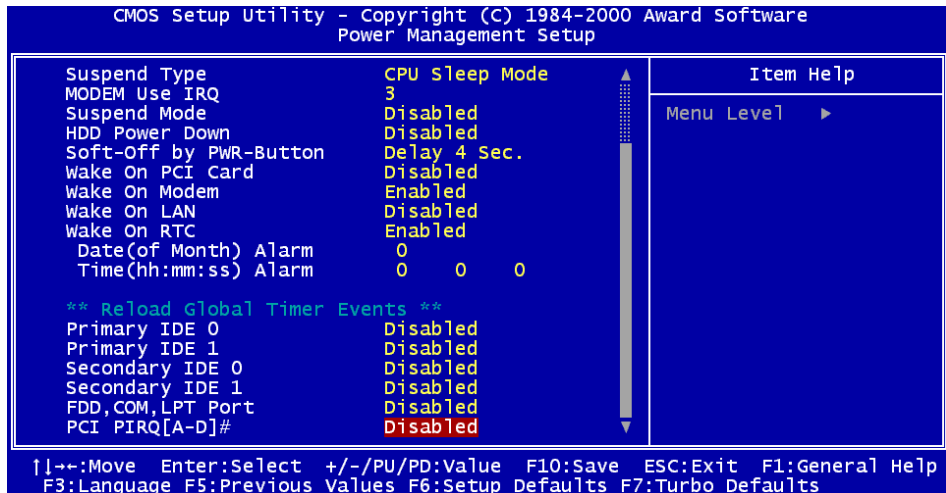 CMOS Setup Utility - Copyright (C) 1984-2000 Award Software
Power Management Setup
Suspend Type CPU Sleep Mode
MODEM Use IRQ 3
Suspend Mode Disabled
HDD Power Down Disabled
Soft-Off by PWR-Button Delay 4 Sec.
Wake On PCI Card Disabled
Wake On Modem Enabled
Wake On LAN Disabled
Wake On RTC Enabled
Date(of Month) Alarm 0
Time(hh:mm:ss) Alarm 0 0 0
** Reload Global Timer Events **
Primary IDE 0 Disabled
Primary IDE 1 Disabled
Secondary IDE 0 Disabled
Secondary IDE 1 Disabled
FDD,COM,LPT Port Disabled
PCI PIRQ[A-D]# Disabled
Item Help
Menu Level ▶
↑↓→←:Move Enter:Select +/-/PU/PD:Value F10:Save ESC:Exit F1:General Help
F3:Language F5:Previous Values F6:Setup Defaults F7:Turbo Defaults